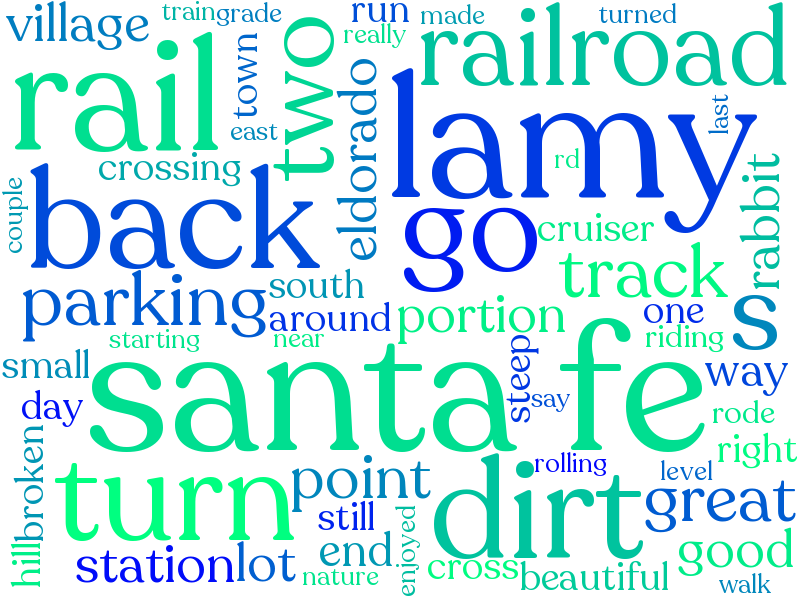 village
train
grade
run
made
turned
really
railroad
rail
town
two
east
eldorado
lamy
last
crossing
rd
couple
back
go
rabbit
cruiser
track
s
parking
south
around
portion
one
riding
starting
near
small
santa fe
steep
way
say
day
rode
right
broken
hill
turn
point
rolling
dirt
level
great
still
station
lot
end
enjoyed
cross
good
nature
beautiful
walk